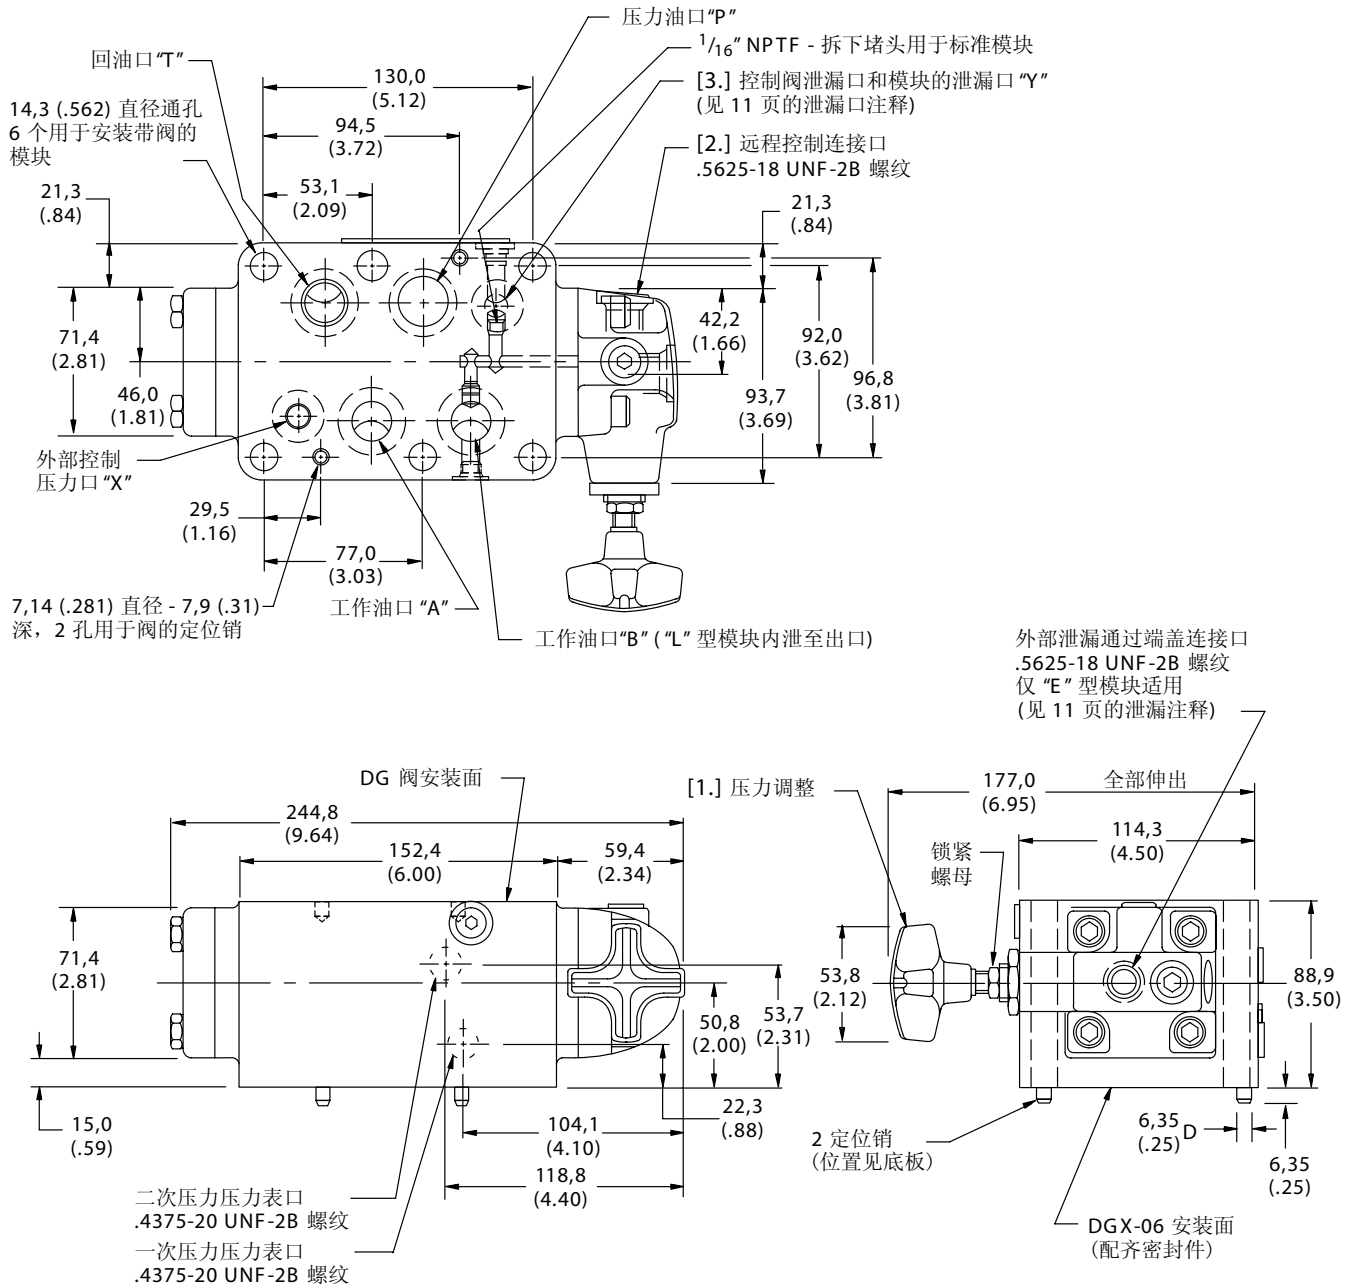 压力油口“P”
回油口“T”
1/16” NPTF - 拆下堵头用于标准模块
130,0
(5.12)
[3.] 控制阀泄漏口和模块的泄漏口 “Y”
(见 11 页的泄漏口注释)
14,3 (.562) 直径通孔
6 个用于安装带阀的
模块
94,5
(3.72)
[2.] 远程控制连接口
.5625-18 UNF-2B 螺纹
53,1
(2.09)
21,3
(.84)
21,3
(.84)
71,4
(2.81)
42,2
(1.66)
92,0
(3.62)
96,8
(3.81)
46,0
(1.81)
93,7
(3.69)
外部控制
压力口 “X”
29,5
(1.16)
77,0
(3.03)
7,14 (.281) 直径 - 7,9 (.31)
深，2 孔用于阀的定位销
工作油口 “A”
工作油口“B” ( “L” 型模块内泄至出口)
外部泄漏通过端盖连接口
.5625-18 UNF-2B 螺纹
仅 “E” 型模块适用
(见 11 页的泄漏注释)
DG 阀安装面
[1.] 压力调整
177,0
(6.95)
全部伸出
244,8
(9.64)
114,3
(4.50)
152,4
(6.00)
59,4
(2.34)
锁紧
螺母
71,4
(2.81)
53,8
(2.12)
88,9
(3.50)
50,8
(2.00)
53,7
(2.31)
15,0
(.59)
22,3
(.88)
104,1
(4.10)
118,8
(4.40)
2 定位销
(位置见底板)
6,35
(.25) D
6,35
(.25)
二次压力压力表口
.4375-20 UNF-2B 螺纹
一次压力压力表口
.4375-20 UNF-2B 螺纹
DGX-06 安装面
(配齐密封件)